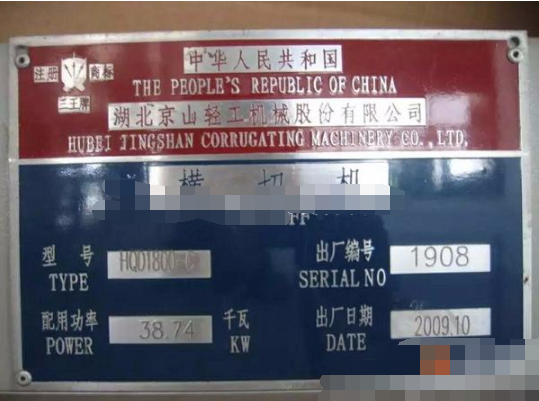 注册 商标
三王牌
中华人民共和国
THE PEOPLE'S REPUBLIC OF CHINA
湖北京山轻工机械股份有限公司
HUBEI JINGSHAN CORRUGATING MACHINERY CO., LTD.
横切机
型号 HQD1800
TYPE
出厂编号 1908
SERIAL NO
配用功率 38.74 千瓦
POWER KW
出厂日期 2009.10
DATE